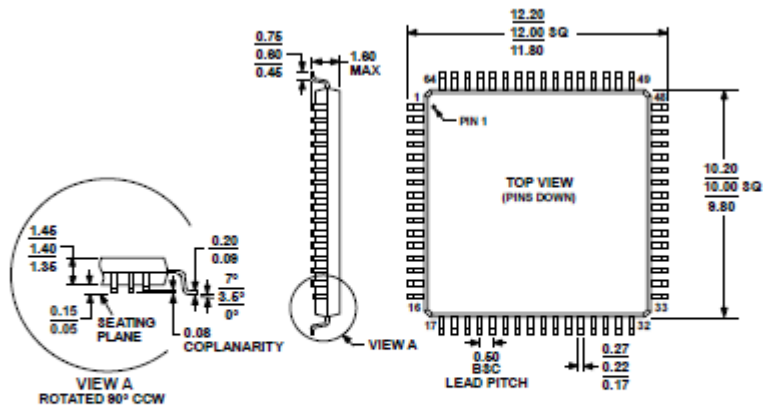 12.20
12.00 SQ
11.80
0.75
0.60
0.45
1.60
MAX
64
49
1
48
PIN 1
TOP VIEW
(PINS DOWN)
10.20
10.00 SQ
9.80
1.45
1.40
1.35
0.20
0.09
7°
3.5°
0°
0.15
0.05
SEATING
PLANE
0.08
COPLANARITY
VIEW A
16
33
17
32
VIEW A
ROTATED 90° CCW
0.50
BSC
LEAD PITCH
0.27
0.22
0.17